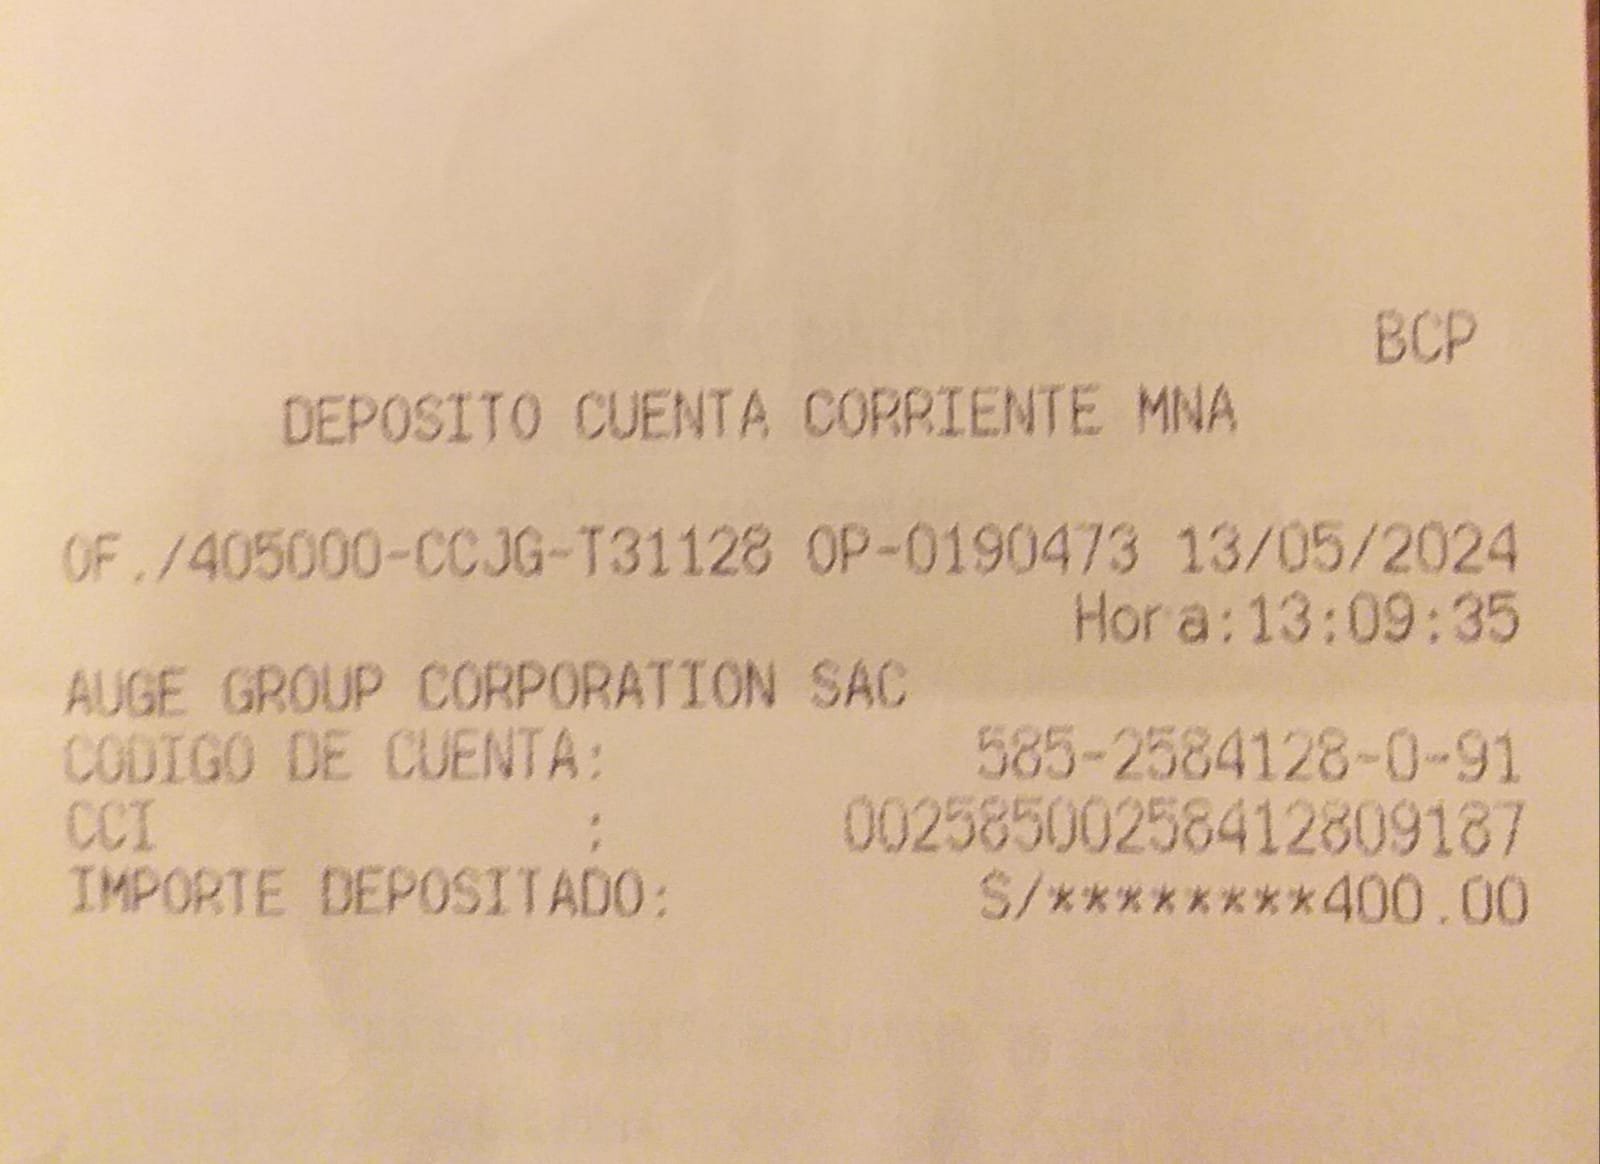 BCP
DEPOSITO CUENTA CORRIENTE MNA
OF./405000-CCJG-T31128 OP-0190473 13/05/2024
Hora:13:09:35
AUGE GROUP CORPORATION SAC
CODIGO DE CUENTA: 585-2584128-0-91
CCI : 00258500258412809187
IMPORTE DEPOSITADO: S/********400.00